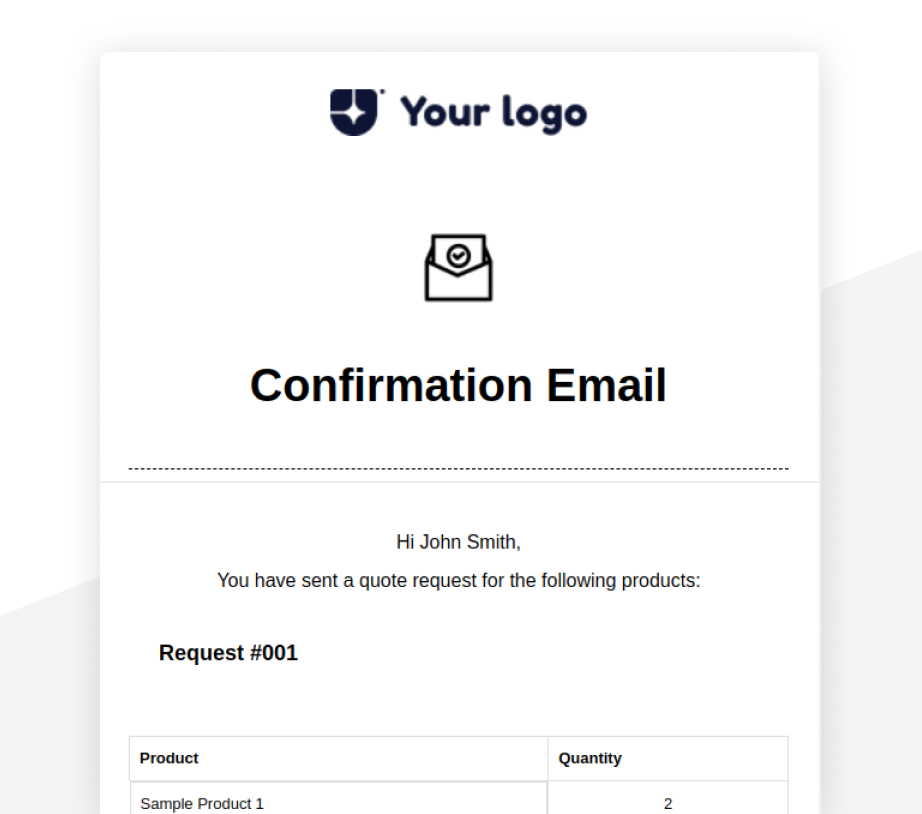 Your logo
Confirmation Email
Hi John Smith,
You have sent a quote request for the following products:
Request #001
Product Quantity
Sample Product 1 2